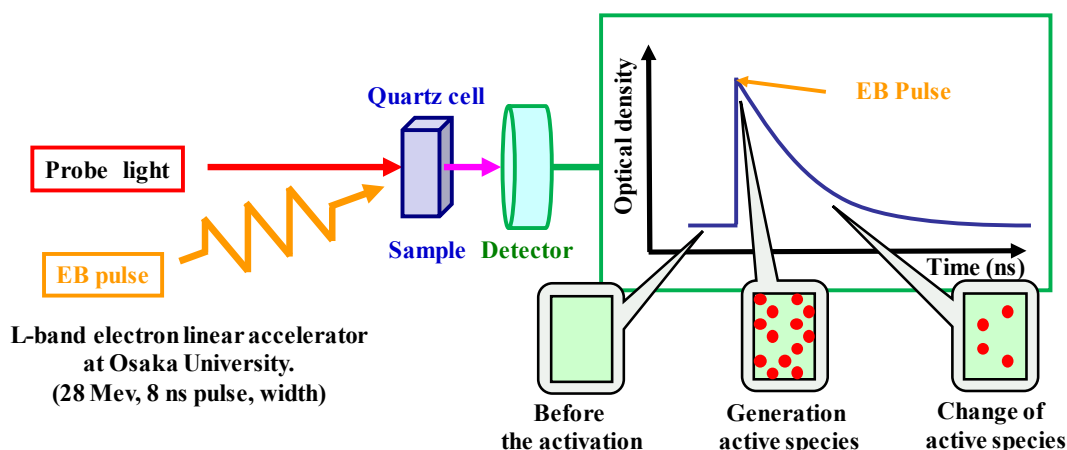 Quartz cell
Probe light
EB pulse
Sample
Detector
L-band electron linear accelerator
at Osaka University.
(28 Mev, 8 ns pulse, width)
Optical density
EB Pulse
Time (ns)
Before
the activation
Generation
active species
Change of
active species